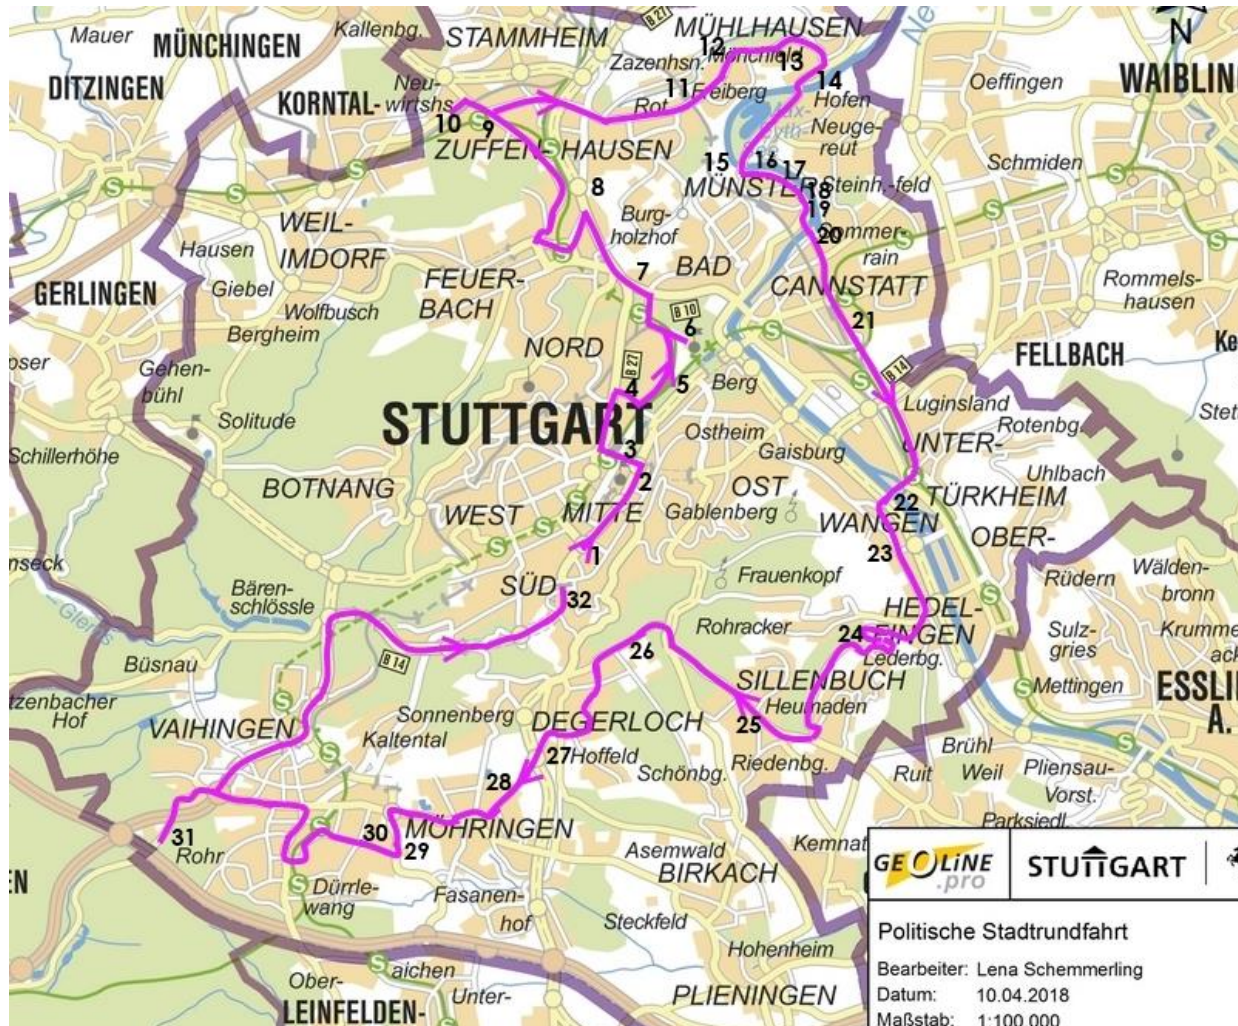 Mauer
MÜNCHINGEN
Kallenbg.
STAMMHEIM
B 27
MÜHLHAUSEN
N
DITZINGEN
KORNTAL-
Neu-
wirtshs
Zazenhsn.
12
Mönchfeld
13
14
Oeffingen
WAIBLING
10
9
Rot
11
Freiberg
Hofen
Neuge-
reut
ZUFFENHAUSEN
8
15
16
17
Schmiden
MÜNSTER
18
Steinh.-feld
19
20
Sommer-
rain
WEIL-
IMDORF
Hausen
Giebel
Wolfbusch
Bergheim
GERLINGEN
FEUER-
BACH
Burg-
holzhof
7
BAD
CANNSTATT
Rommels-
hausen
B 10
6
21
FELLBACH
NORD
B 27
4
5
Berg
B 14
Gehen-
bühl
Solitude
STUTTGART
Luginsland
Rotenbg.
Schillerhöhe
3
2
Ostheim
Gaisburg
UNTER-
TÜRKHEIM
Uhlbach
BOTNANG
WEST
MITTE
OST
Gablenberg
22
WANGEN
23
OBER-
1
SÜD
32
Frauenkopf
Bären-
schlössle
Rüdern
Wäldenbronn
HEDEL-
FINGEN
24
Lederbg.
Rohracker
Sulz-
gries
Büsnau
B 14
26
SILLENBUCH
Heumaden
25
Mettingen
VAIHINGEN
Sonnenberg
Kaltental
DEGERLOCH
27
Hoffeld
Schönbg.
Riedenbg.
Ruit
Brühl
Weil
Pliensau-
Vorst.
Parksiedl.
28
MÖHRINGEN
30
29
31
Rohr
Asemwald
BIRKACH
Dürrle-
wang
Fasanen-
hof
Steckfeld
Hohenheim
PLIENINGEN
aichen
Ober-
Unter-
LEINFELDEN-
GEOLiNE
.pro
STUTTGART
Politische Stadtrundfahrt
Bearbeiter: Lena Schemmerling
Datum: 10.04.2018
Maßstab: 1:100 000